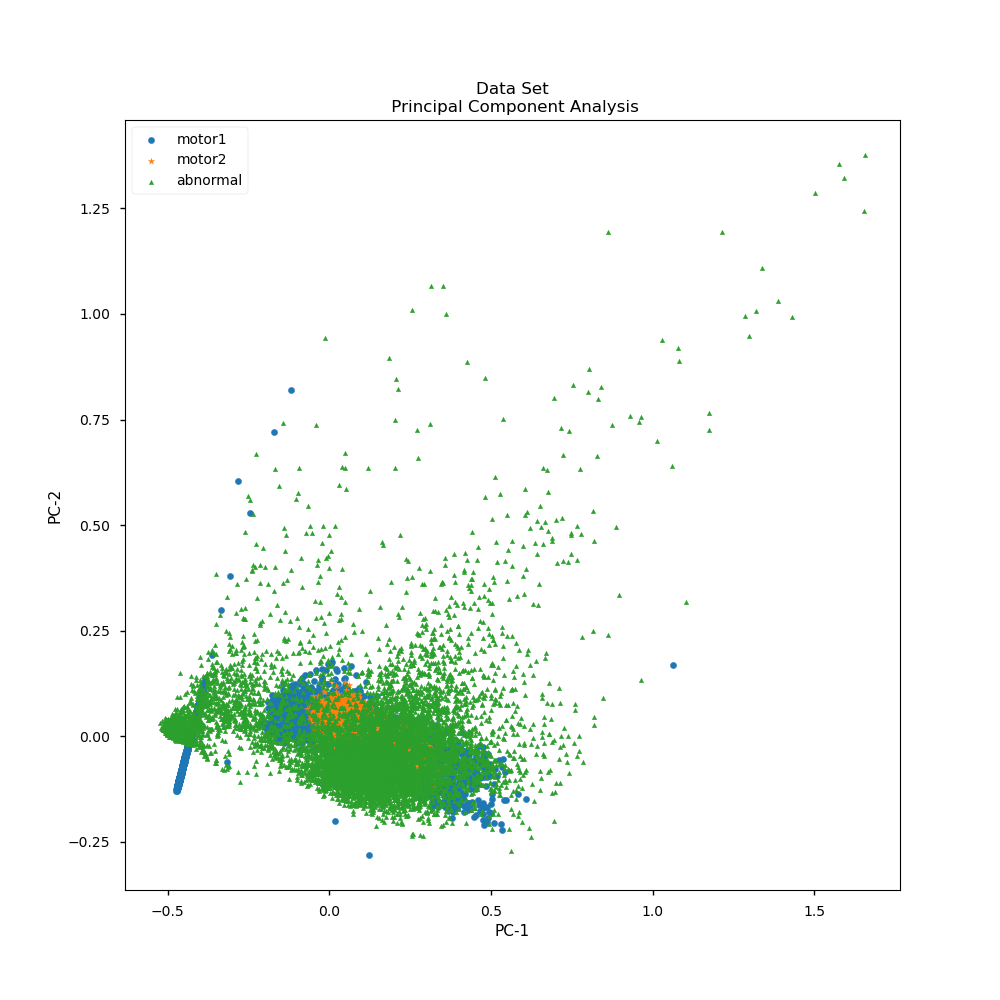 Data Set
Principal Component Analysis
motor1
motor2
abnormal
1.25
1.00
0.75
0.50
0.25
0.00
−0.25
PC-2
−0.5
0.0
0.5
1.0
1.5
PC-1